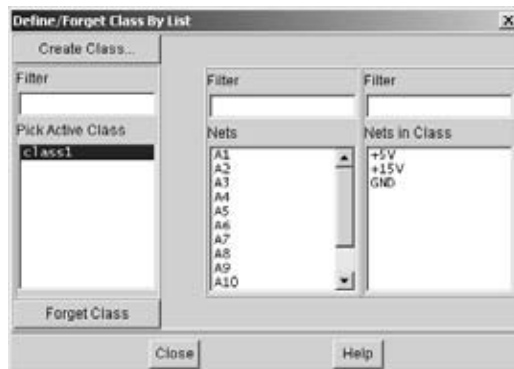 Define/Forget Class By List
Create Class...
Filter
Pick Active Class
class1
Forget Class
Filter
Nets
A1
A2
A3
A4
A5
A6
A7
A8
A9
A10
Filter
Nets in Class
+5V
+15V
GND
Close
Help